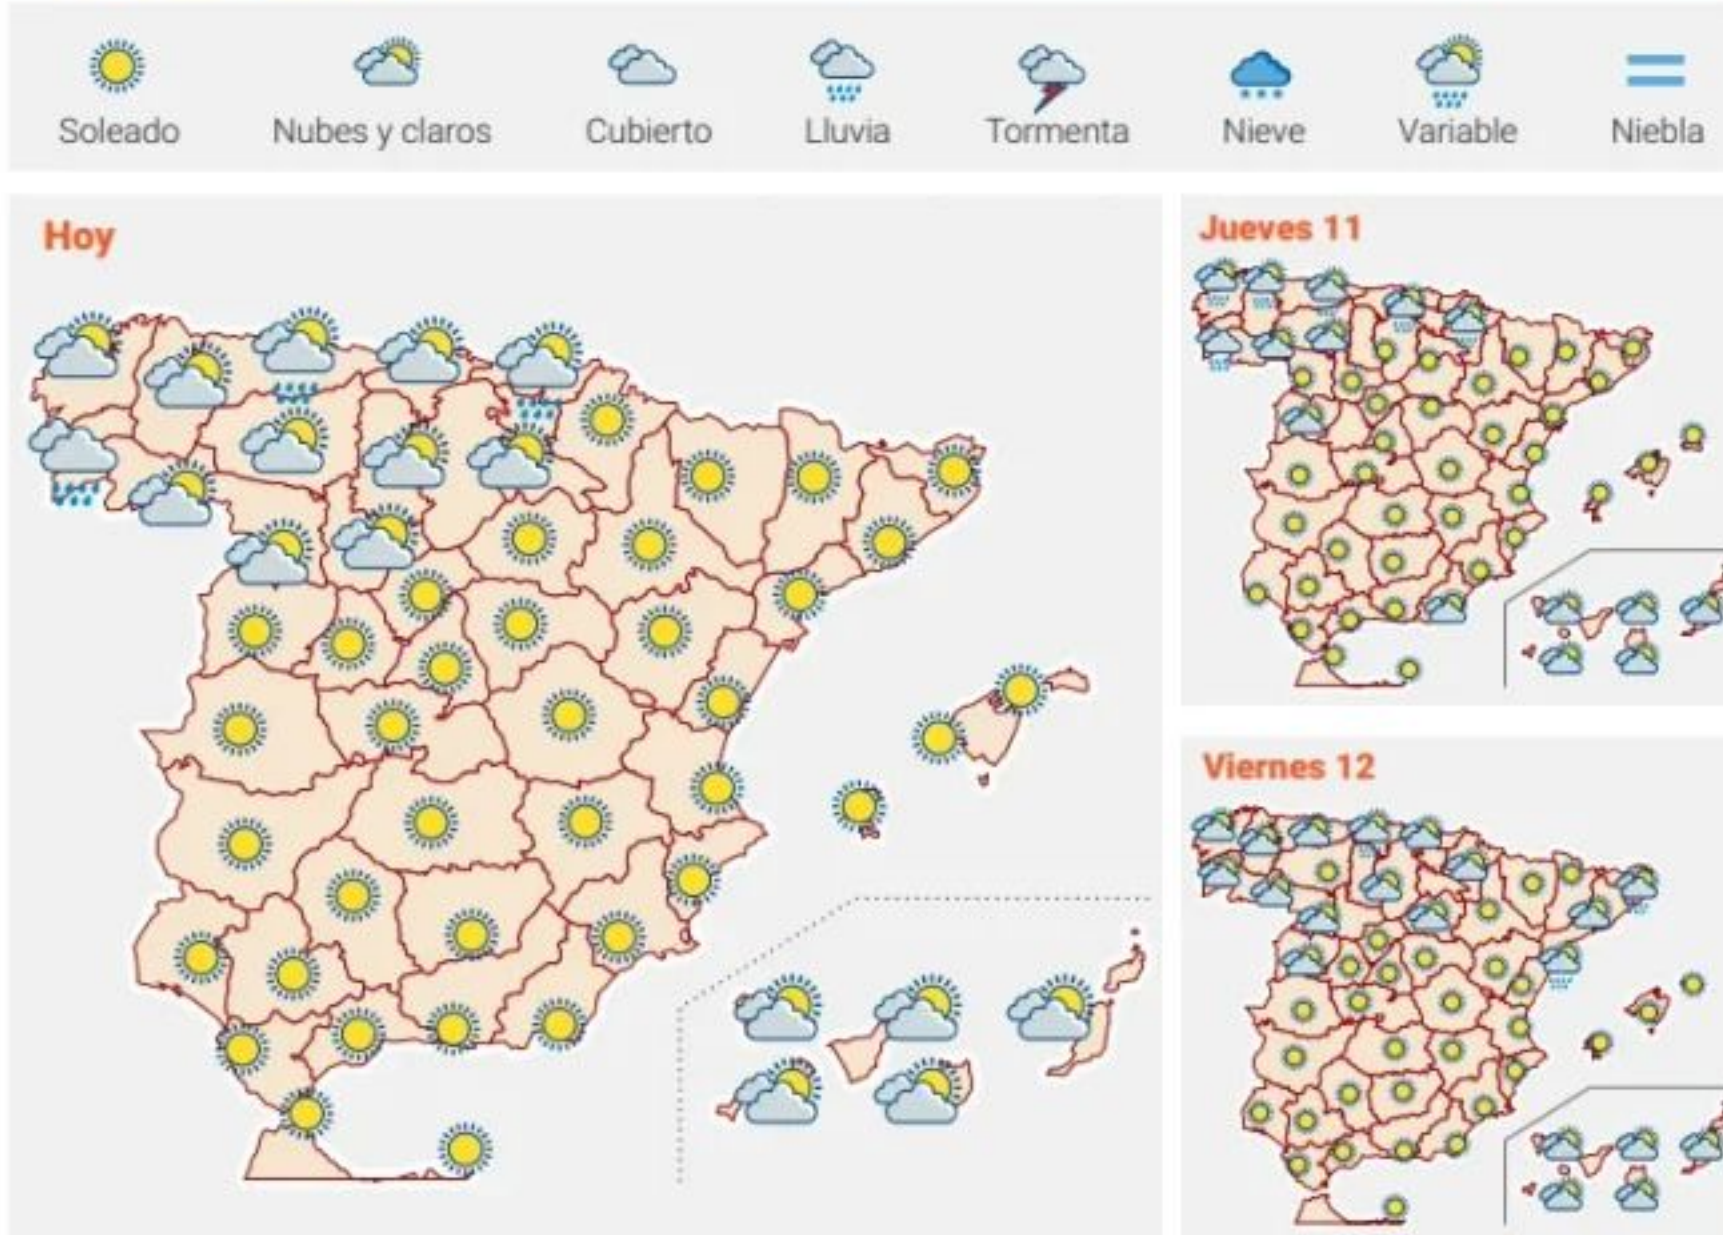 Soleado Nubes y claros Cubierto Lluvia Tormenta Nieve Variable Niebla
Hoy
Jueves 11
Viernes 12